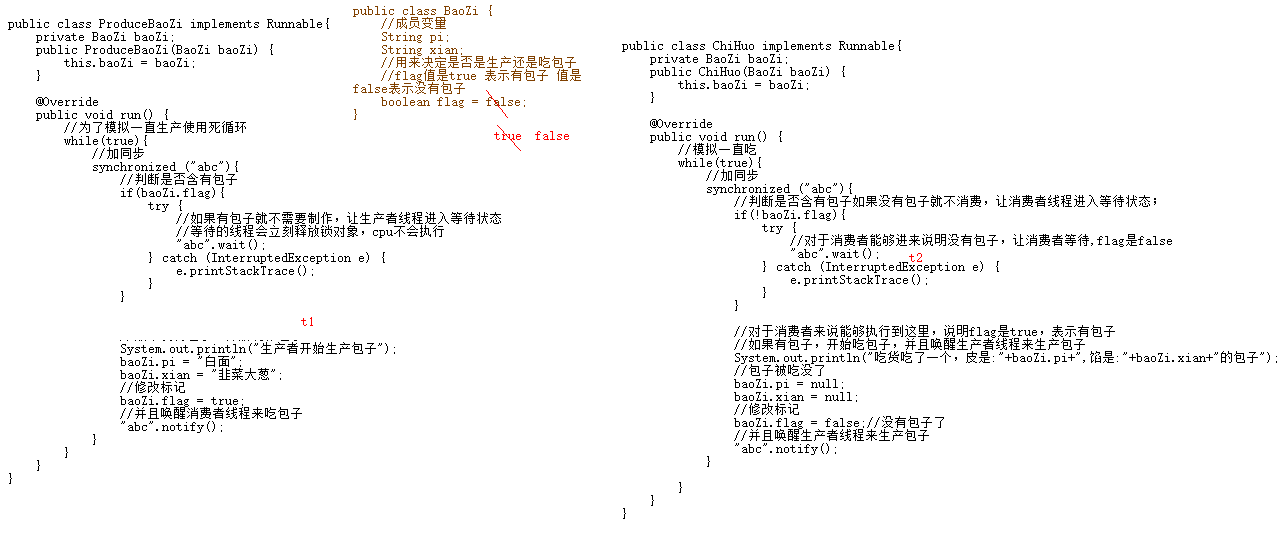 public class ProduceBaoZi implements Runnable{
    private BaoZi baoZi;
    public ProduceBaoZi(BaoZi baoZi) {
        this.baoZi = baoZi;
    }
    @Override
    public void run() {
        //为了模拟一直生产使用死循环
        while(true){
            //加同步
            synchronized ("abc"){
                //判断是否含有包子
                if(baoZi.flag){
                    try {
                        //如果有包子就不需要制作，让生产者线程进入等待状态
                        //等待的线程会立刻释放锁对象，cpu不会执行
                        "abc".wait();
                    } catch (InterruptedException e) {
                        e.printStackTrace();
                    }
                }
t1
                System.out.println("生产者开始生产包子");
                baoZi.pi = "白面";
                baoZi.xian = "韭菜大葱";
                //修改标记
                baoZi.flag = true;
                //并且唤醒消费者线程来吃包子
                "abc".notify();
            }
        }
    }
}
public class BaoZi {
    //成员变量
    String pi;
    String xian;
    //用来决定是否是生产还是吃包子
    //flag值是true 表示有包子 值是
false表示没有包子
    boolean flag = false;
}
true false
public class ChiHuo implements Runnable{
    private BaoZi baoZi;
    public ChiHuo(BaoZi baoZi) {
        this.baoZi = baoZi;
    }
    @Override
    public void run() {
        //模拟一直吃
        while(true){
            //加同步
            synchronized ("abc"){
                //判断是否含有包子如果没有包子就不消费，让消费者线程进入等待状态；
                if(!baoZi.flag){
                    try {
                        //对于消费者能够进来说明没有包子，让消费者等待,flag是false
                        "abc".wait();
t2
                    } catch (InterruptedException e) {
                        e.printStackTrace();
                    }
                }
                //对于消费者来说能够执行到这里，说明flag是true，表示有包子
                //如果有包子，开始吃包子，并且唤醒生产者线程来生产包子
                System.out.println("吃货吃了一个，皮是:"+baoZi.pi+",馅是:"+baoZi.xian+"的包子");
                //包子被吃没了
                baoZi.pi = null;
                baoZi.xian = null;
                //修改标记
                baoZi.flag = false;//没有包子了
                //并且唤醒生产者线程来生产包子
                "abc".notify();
            }
        }
    }
}